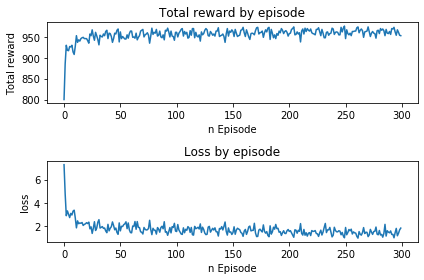 Total reward by episode
Total reward
950
900
850
800
0 50 100 150 200 250 300
n Episode
Loss by episode
loss
6
4
2
0 50 100 150 200 250 300
n Episode